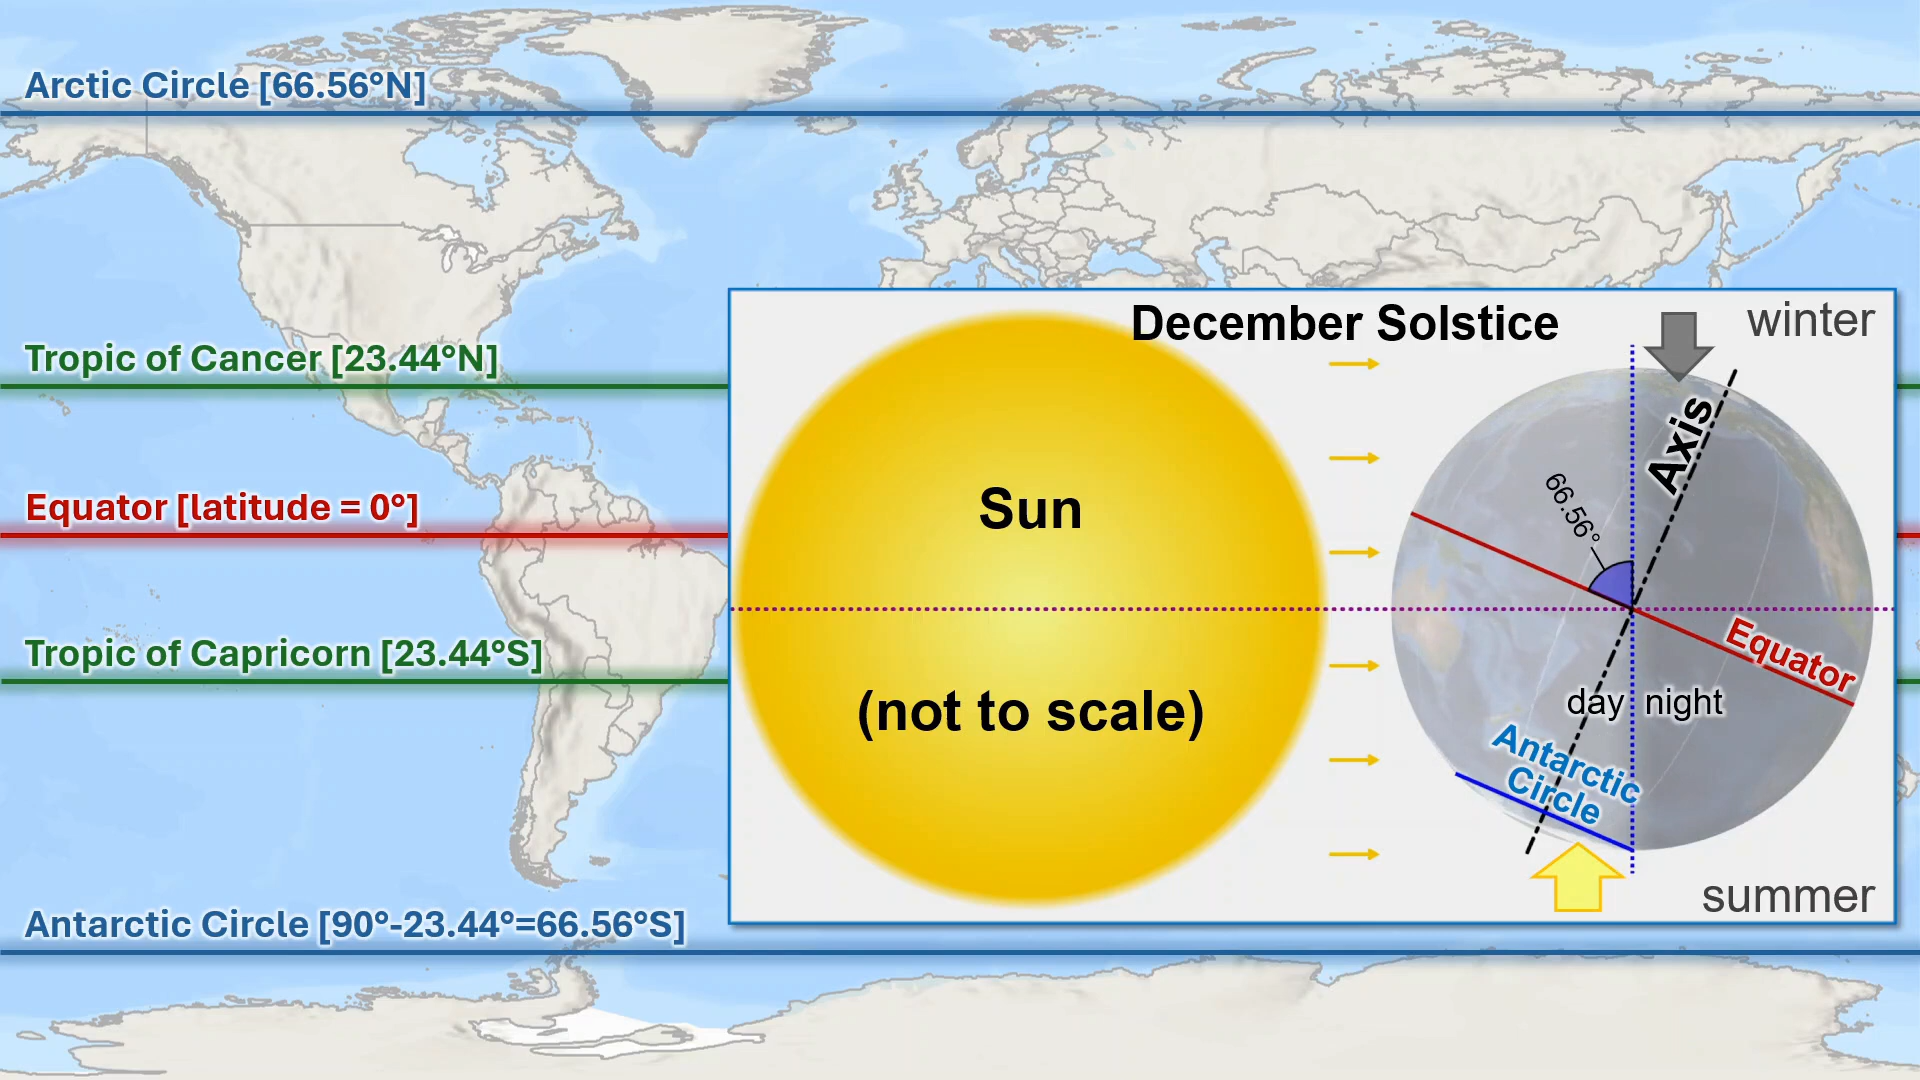 Arctic Circle [66.56°N]
Tropic of Cancer [23.44°N]
Equator [latitude = 0°]
Tropic of Capricorn [23.44°S]
Antarctic Circle [90°-23.44°=66.56°S]
December Solstice
winter
Sun
(not to scale)
Axis
66.56°
Equator
day night
Antarctic
Circle
summer